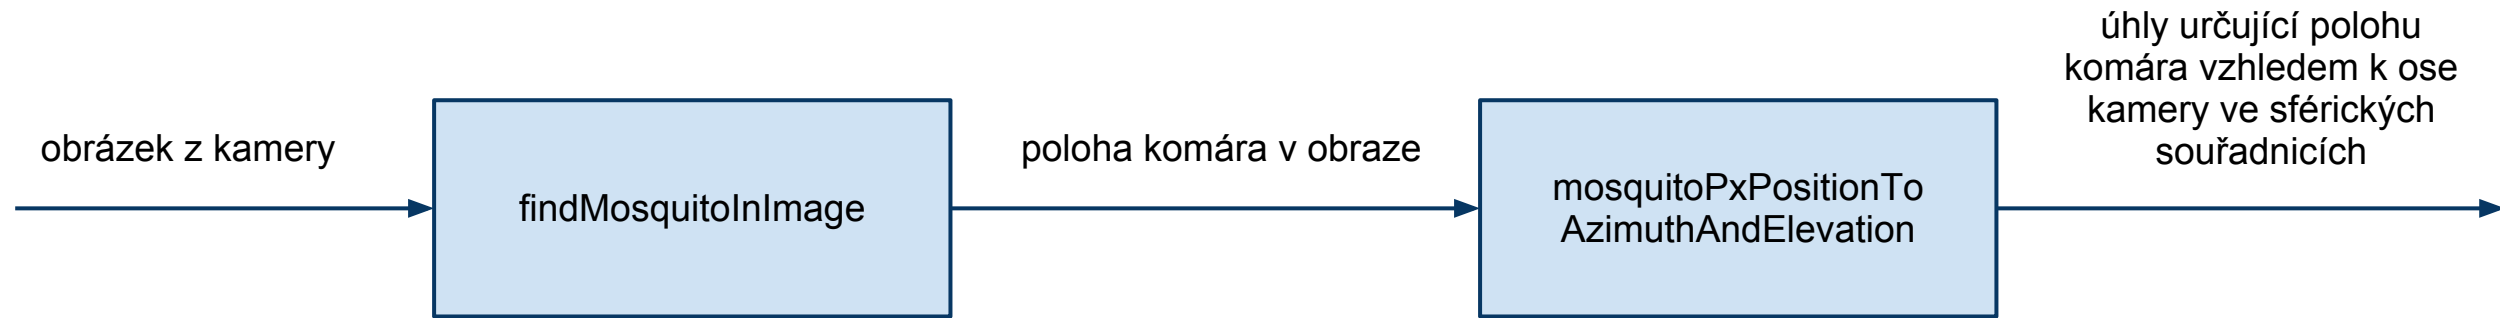 obrázek z kamery
findMosquitoInImage
poloha komára v obraze
mosquitoPxPositionTo
AzimuthAndElevation
úhly určující polohu
komára vzhledem k ose
kamery ve sférických
souřadnicích